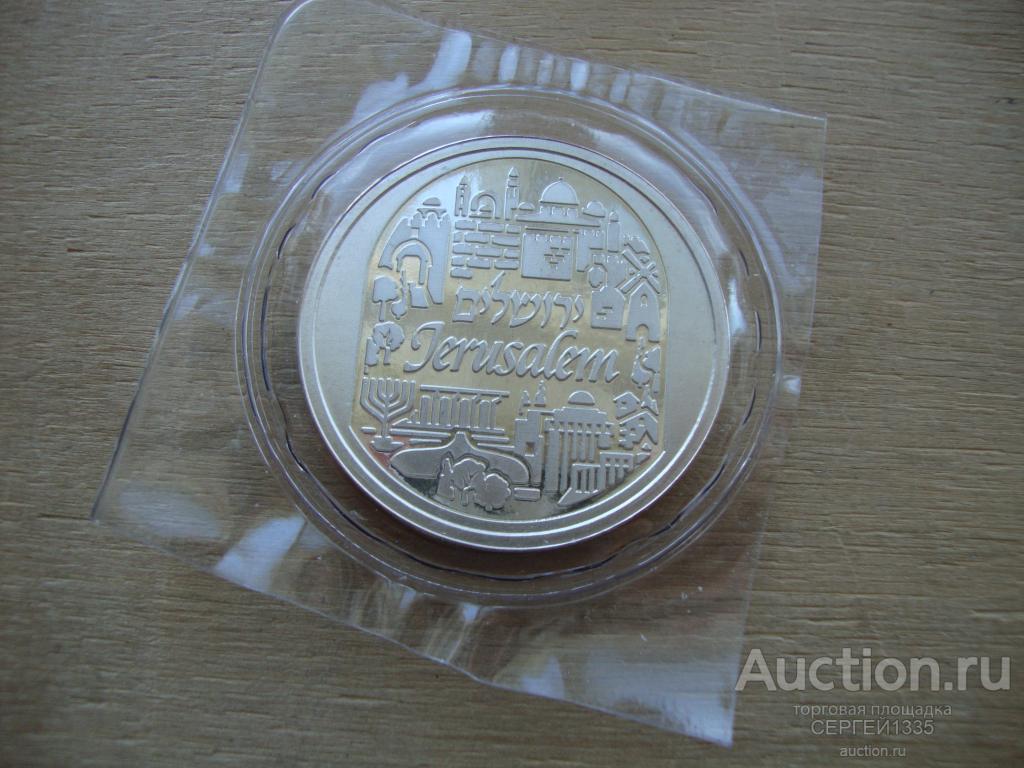 ירושלים
Jerusalem
Auction.ru
торговая площадка
СЕРГЕЙ1335
auction.ru